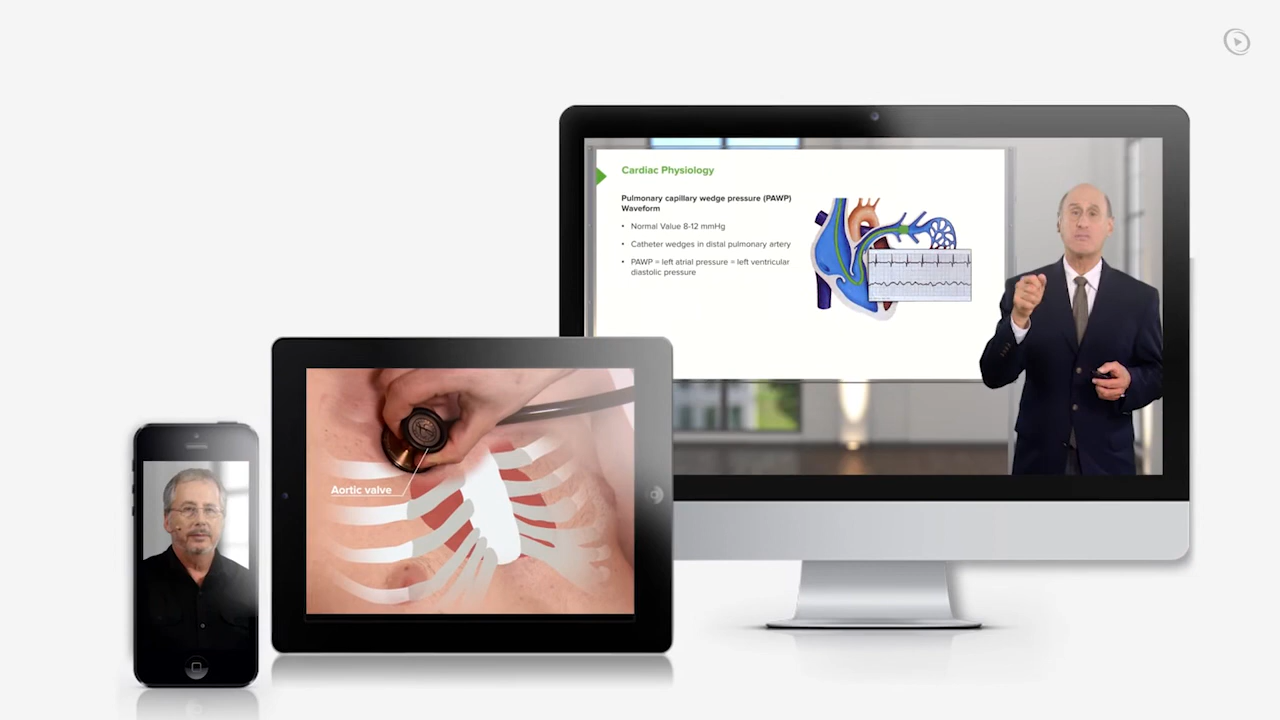 Cardiac Physiology
Pulmonary capillary wedge pressure (PAWP)
Waveform
• Normal Value 8-12 mmHg
• Catheter wedges in distal pulmonary artery
• PAWP = left atrial pressure = left ventricular
diastolic pressure
Aortic valve